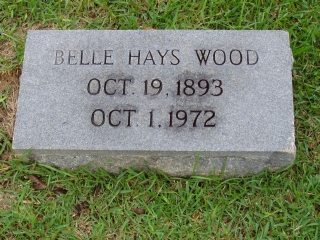 BELLE HAYS WOOD
OCT. 19, 1893
OCT. 1, 1972